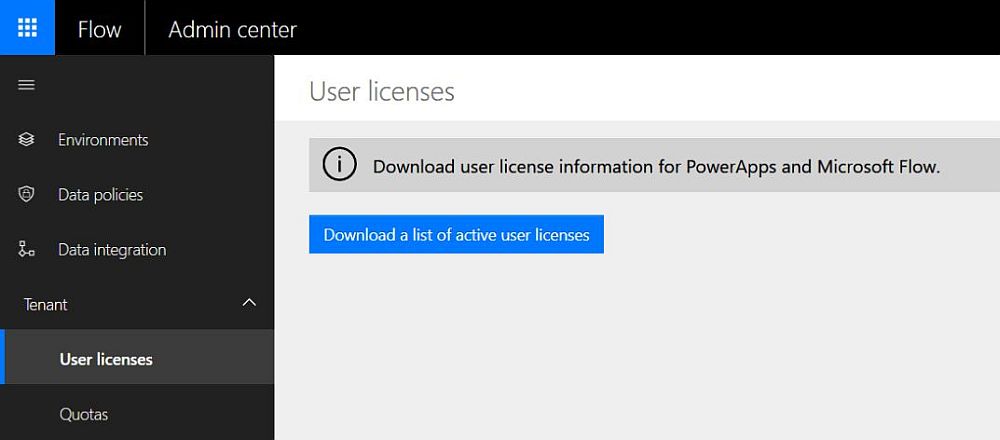 Flow
Admin center
Environments
Data policies
Data integration
Tenant
User licenses
Quotas
User licenses
Download user license information for PowerApps and Microsoft Flow.
Download a list of active user licenses